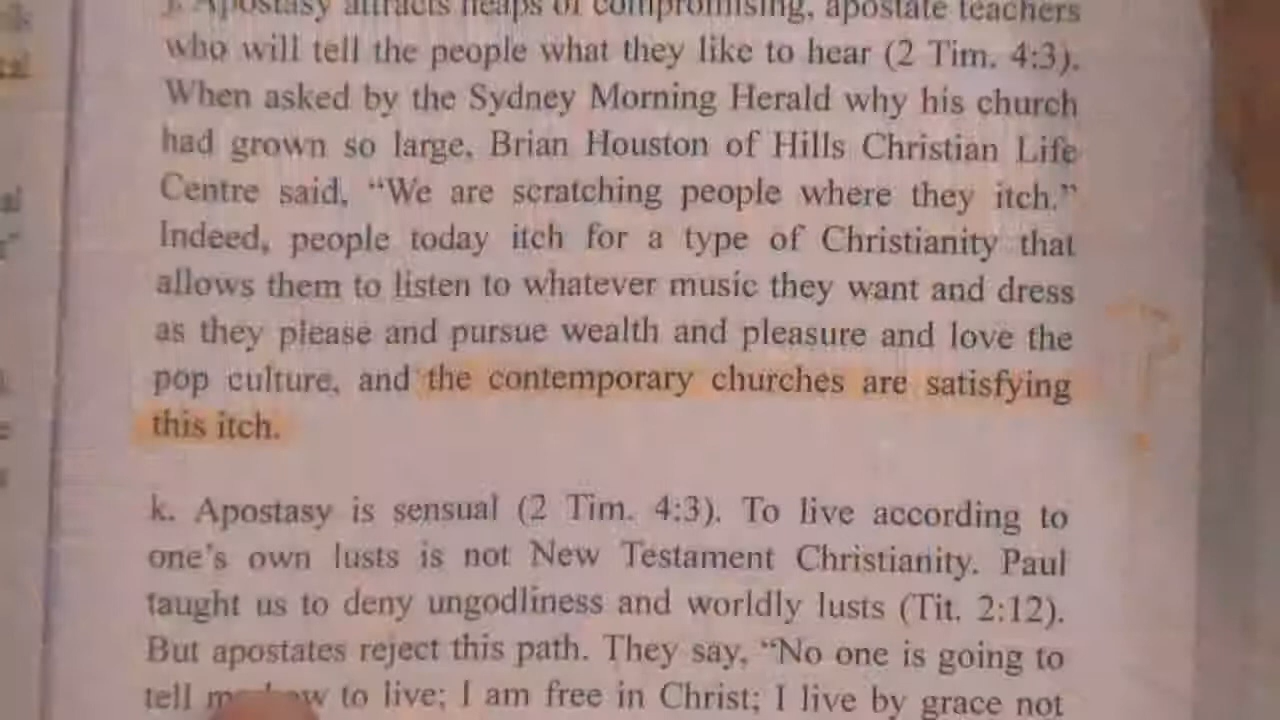 j. Apostasy attracts heaps of compromising, apostate teachers
who will tell the people what they like to hear (2 Tim. 4:3).
When asked by the Sydney Morning Herald why his church
had grown so large, Brian Houston of Hills Christian Life
Centre said, “We are scratching people where they itch.”
Indeed, people today itch for a type of Christianity that
allows them to listen to whatever music they want and dress
as they please and pursue wealth and pleasure and love the
pop culture, and the contemporary churches are satisfying
this itch.
k. Apostasy is sensual (2 Tim. 4:3). To live according to
one’s own lusts is not New Testament Christianity. Paul
taught us to deny ungodliness and worldly lusts (Tit. 2:12).
But apostates reject this path. They say, “No one is going to
tell to live; I am free in Christ; I live by grace not